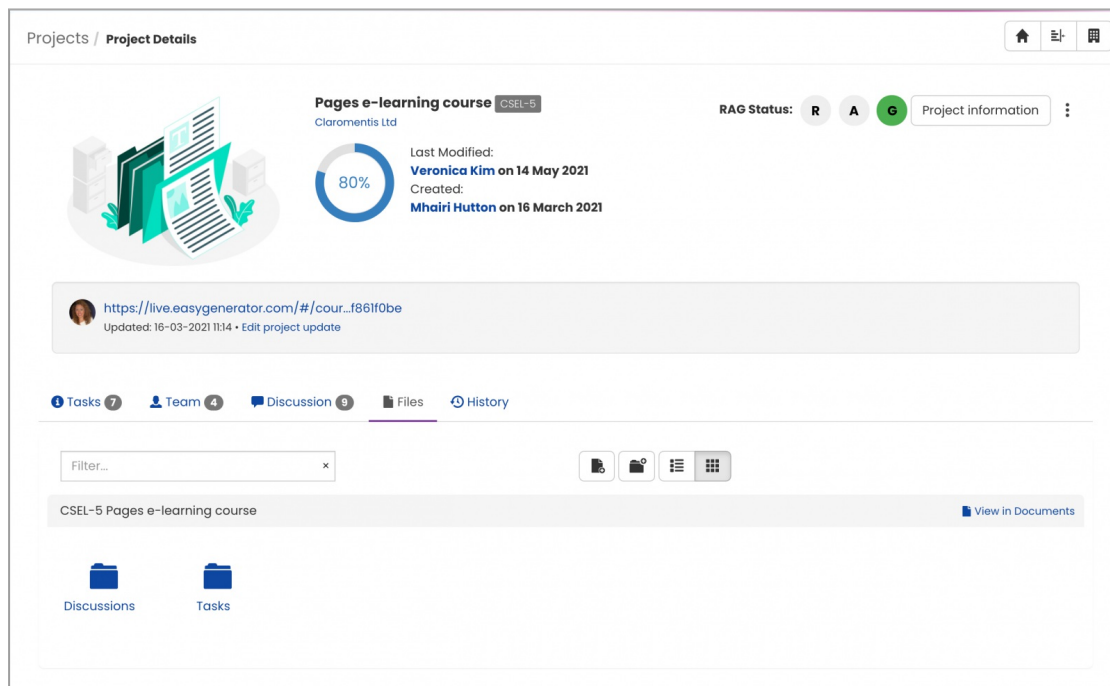 Projects / Project Details
Pages e-learning course CSEL-5
Claromentis Ltd
RAG Status: R A G Project information
80%
Last Modified:
Veronica Kim on 14 May 2021
Created:
Mhairi Hutton on 16 March 2021
https://live.easygenerator.com/#/cour...f861f0be
Updated: 16-03-2021 11:14 • Edit project update
Tasks 7 Team 4 Discussion 9 Files History
Filter... ×
CSEL-5 Pages e-learning course View in Documents
Discussions Tasks